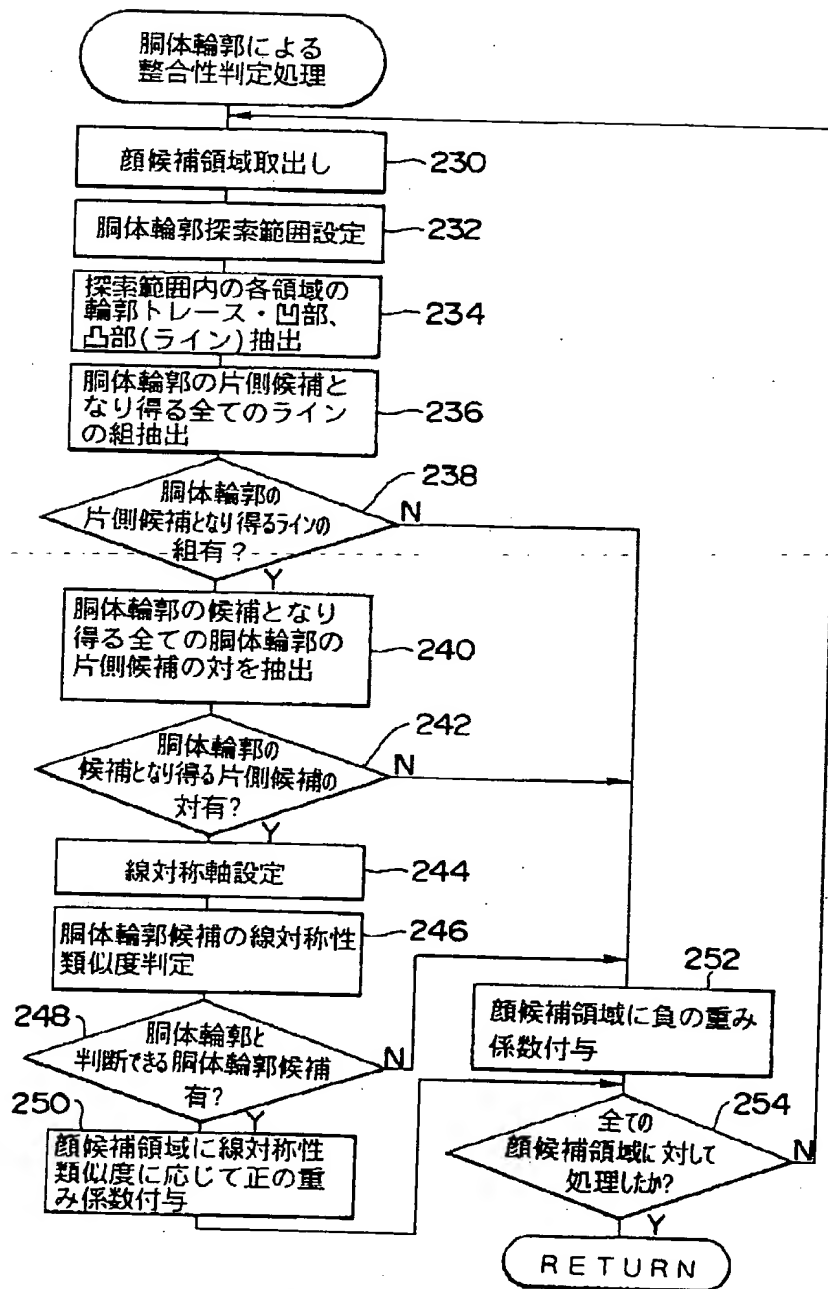 胴体輪郭による
整合性判定処理
顔候補領域取出し
230
胴体輪郭探索範囲設定
232
探索範囲内の各領域の
輪郭トレース・凹部、
凸部(ライン)抽出
234
胴体輪郭の片側候補と
なり得る全てのライン
の組抽出
236
238
胴体輪郭の
片側候補となり得るラインの
組有?
N
Y
胴体輪郭の候補となり
得る全ての胴体輪郭の
片側候補の対を抽出
240
242
胴体輪郭の
候補となり得る片側候補の
対有?
N
Y
線対称軸設定
244
246
胴体輪郭候補の線対称性
類似度判定
248
胴体輪郭と
判断できる胴体輪郭候補
有?
N
Y
250
顔候補領域に線対称性
類似度に応じて正の重
み係数付与
252
顔候補領域に負の重み
係数付与
254
全ての
顔候補領域に対して
処理したか?
N
Y
RETURN